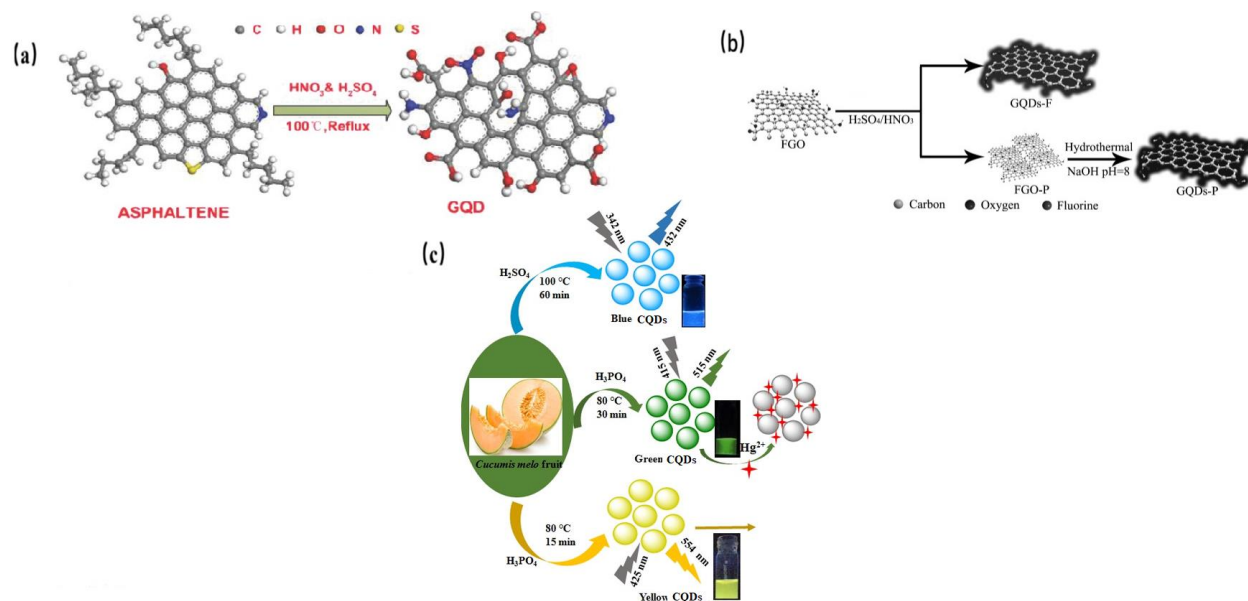 (a)
C H O N S
HNO3& H2SO4
100℃,Reflux
ASPHALTENE
GQD
(b)
FGO
H2SO4/HNO3
GQDs-F
FGO-P
Hydrothermal
NaOH pH=8
GQDs-P
Carbon Oxygen Fluorine
(c)
H2SO4
100 °C
60 min
342 nm
432 nm
Blue CQDs
H3PO4
80 °C
30 min
415 nm
515 nm
Green CQDs
Hg2+
Cucumis melo fruit
H3PO4
80 °C
15 min
425 nm
554 nm
Yellow CQDs